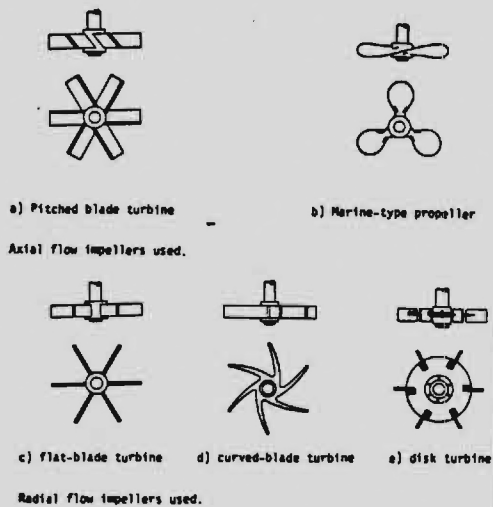 a) Pitched blade turbine
b) Marine-type propeller
Axial flow impellers used.
c) flat-blade turbine
d) curved-blade turbine
e) disk turbine
Radial flow impellers used.